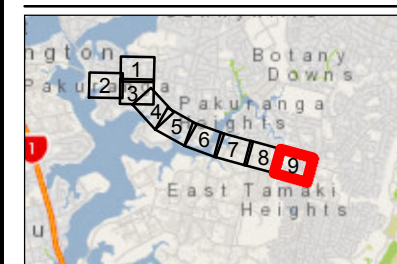 ngton
Botany
Downs
1
2
3
Pakuranga
Pakuranga
Heights
4
5
6
7
8
9
1
East Tamaki
Heights
u